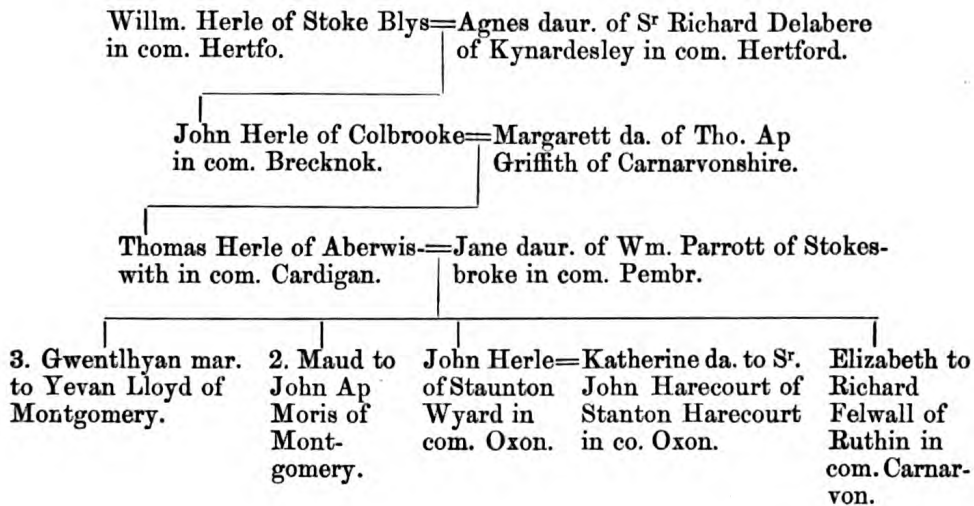 Willm. Herle of Stoke Blys=Agnes daur. of Sʳ Richard Delabere
in com. Hertfo.
of Kynardesley in com. Hertford.
John Herle of Colbrooke=Margarett da. of Tho. Ap
in com. Brecknok.
Griffith of Carnarvonshire.
Thomas Herle of Aberwis-=Jane daur. of Wm. Parrott of Stokes-
with in com. Cardigan.
broke in com. Pembr.
3. Gwentlhyan mar.
to Yevan Lloyd of
Montgomery.
2. Maud to
John Ap
Moris of
Mont-
gomery.
John Herle=Katherine da. to Sʳ.
of Staunton
Wyard in
com. Oxon.
John Harecourt of
Stanton Harecourt
in co. Oxon.
Elizabeth to
Richard
Felwall of
Ruthin in
com. Carnar-
von.